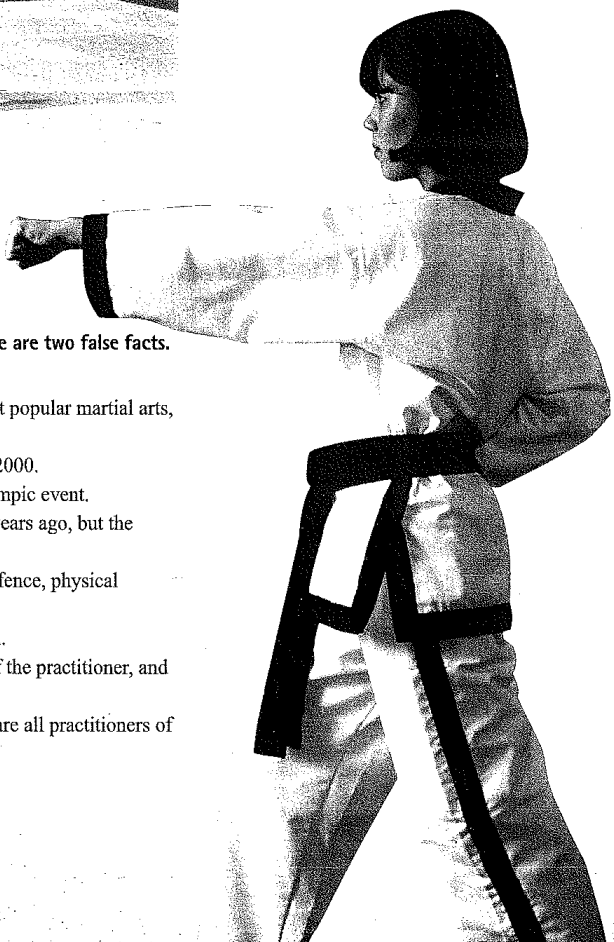 e are two false facts.
t popular martial arts,
2000.
mpic event.
ears ago, but the
fence, physical
.
f the practitioner, and
are all practitioners of